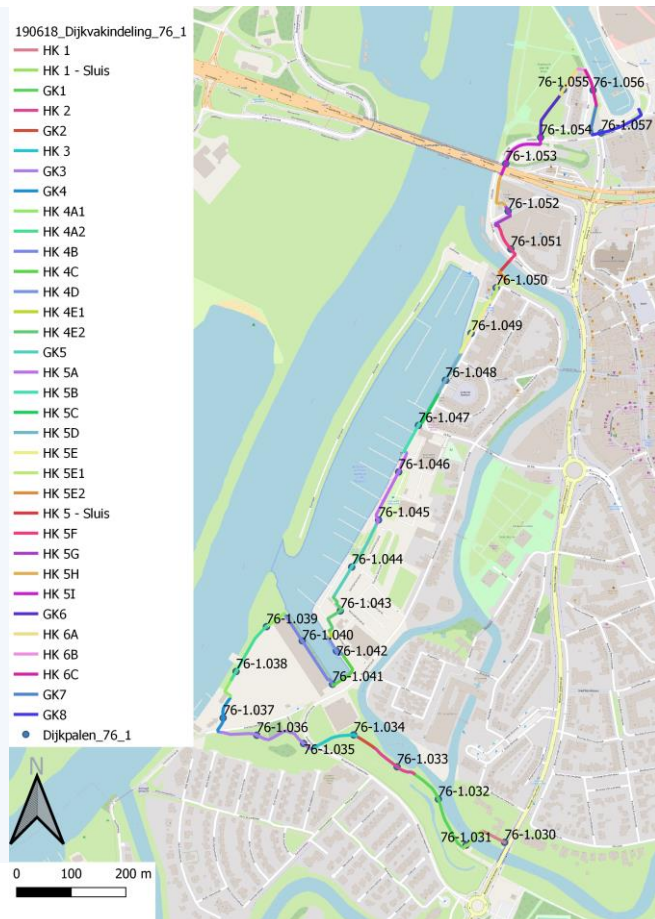 190618_Dijkvakindeling_76_1
HK 1
HK 1 - Sluis
GK1
HK 2
GK2
HK 3
GK3
GK4
HK 4A1
HK 4A2
HK 4B
HK 4C
HK 4D
HK 4E1
HK 4E2
GK5
HK 5A
HK 5B
HK 5C
HK 5D
HK 5E
HK 5E1
HK 5E2
HK 5 - Sluis
HK 5F
HK 5G
HK 5H
HK 5I
GK6
HK 6A
HK 6B
HK 6C
GK7
GK8
Dijkpalen_76_1
N
0 100 200 m
76-1.055
76-1.056
76-1.054
76-1.057
76-1.053
76-1.052
76-1.051
76-1.050
76-1.049
76-1.048
76-1.047
76-1.046
76-1.045
76-1.044
76-1.043
76-1.039
76-1.040
76-1.042
76-1.038
76-1.041
76-1.037
76-1.036
76-1.034
76-1.035
76-1.033
76-1.032
76-1.031
76-1.030